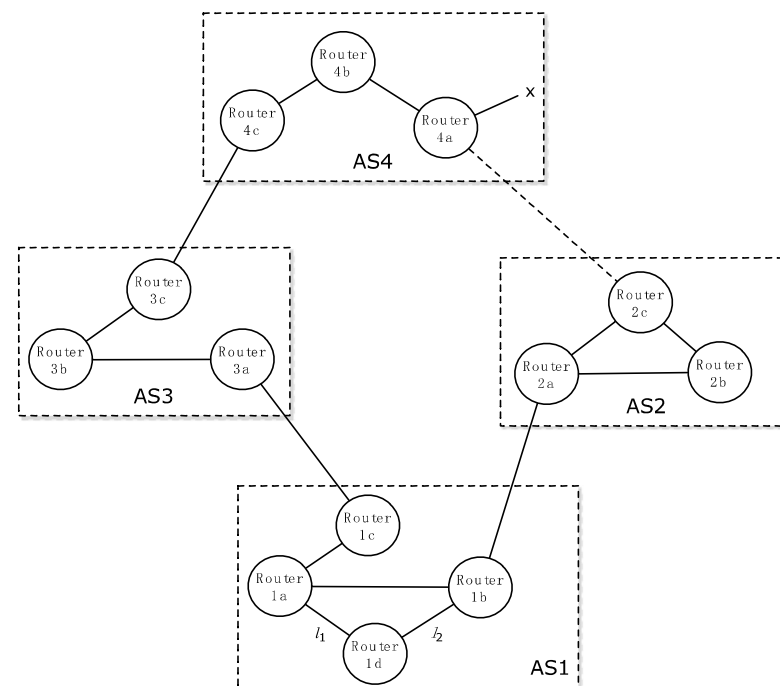 Router
4b
x
Router
4c
Router
4a
AS4
Router
3c
Router
2c
Router
3b
Router
3a
Router
2a
Router
2b
AS3
AS2
Router
1c
Router
1a
Router
1b
l1
l2
Router
1d
AS1